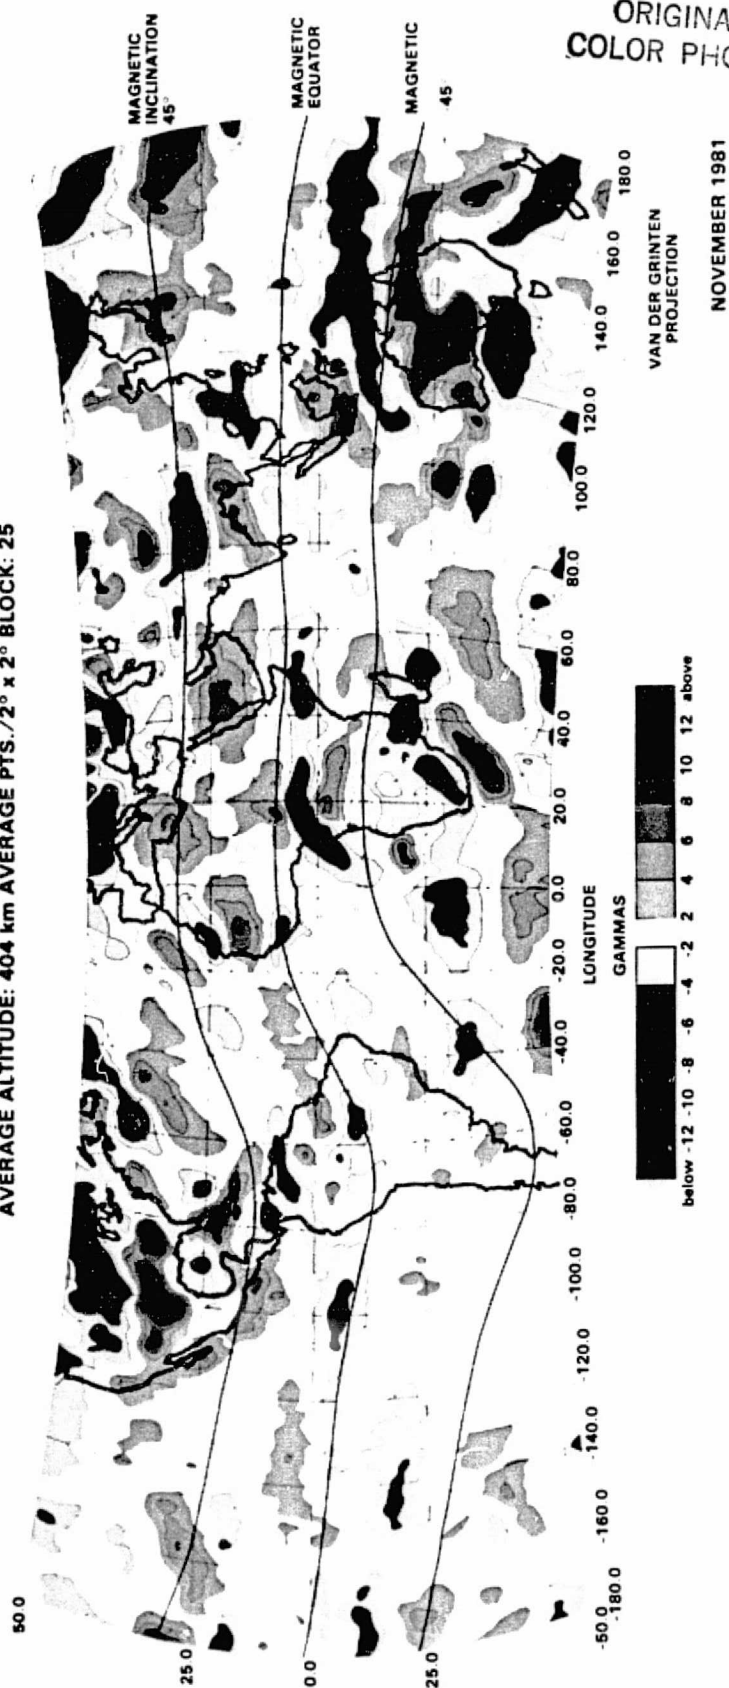 ORIGINA
COLOR PHO
AVERAGE ALTITUDE: 404 km AVERAGE PTS./2° x 2° BLOCK: 25
50.0
25.0
0.0
25.0
-50.0
MAGNETIC
INCLINATION
45°
MAGNETIC
EQUATOR
MAGNETIC
45
-180.0 -160.0 -140.0 -120.0 -100.0 -80.0 -60.0 -40.0 -20.0 0.0 20.0 40.0 60.0 80.0 100.0 120.0 140.0 160.0 180.0
LONGITUDE
VAN DER GRINTEN
PROJECTION
GAMMAS
below -12 -10 -8 -6 -4 -2 2 4 6 8 10 12 above
NOVEMBER 1981